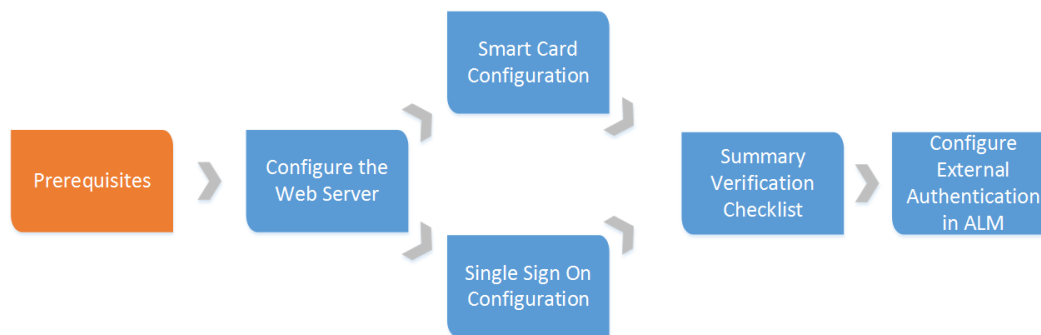 Prerequisites
Configure the
Web Server
Smart Card
Configuration
Single Sign On
Configuration
Summary
Verification
Checklist
Configure
External
Authentication
in ALM